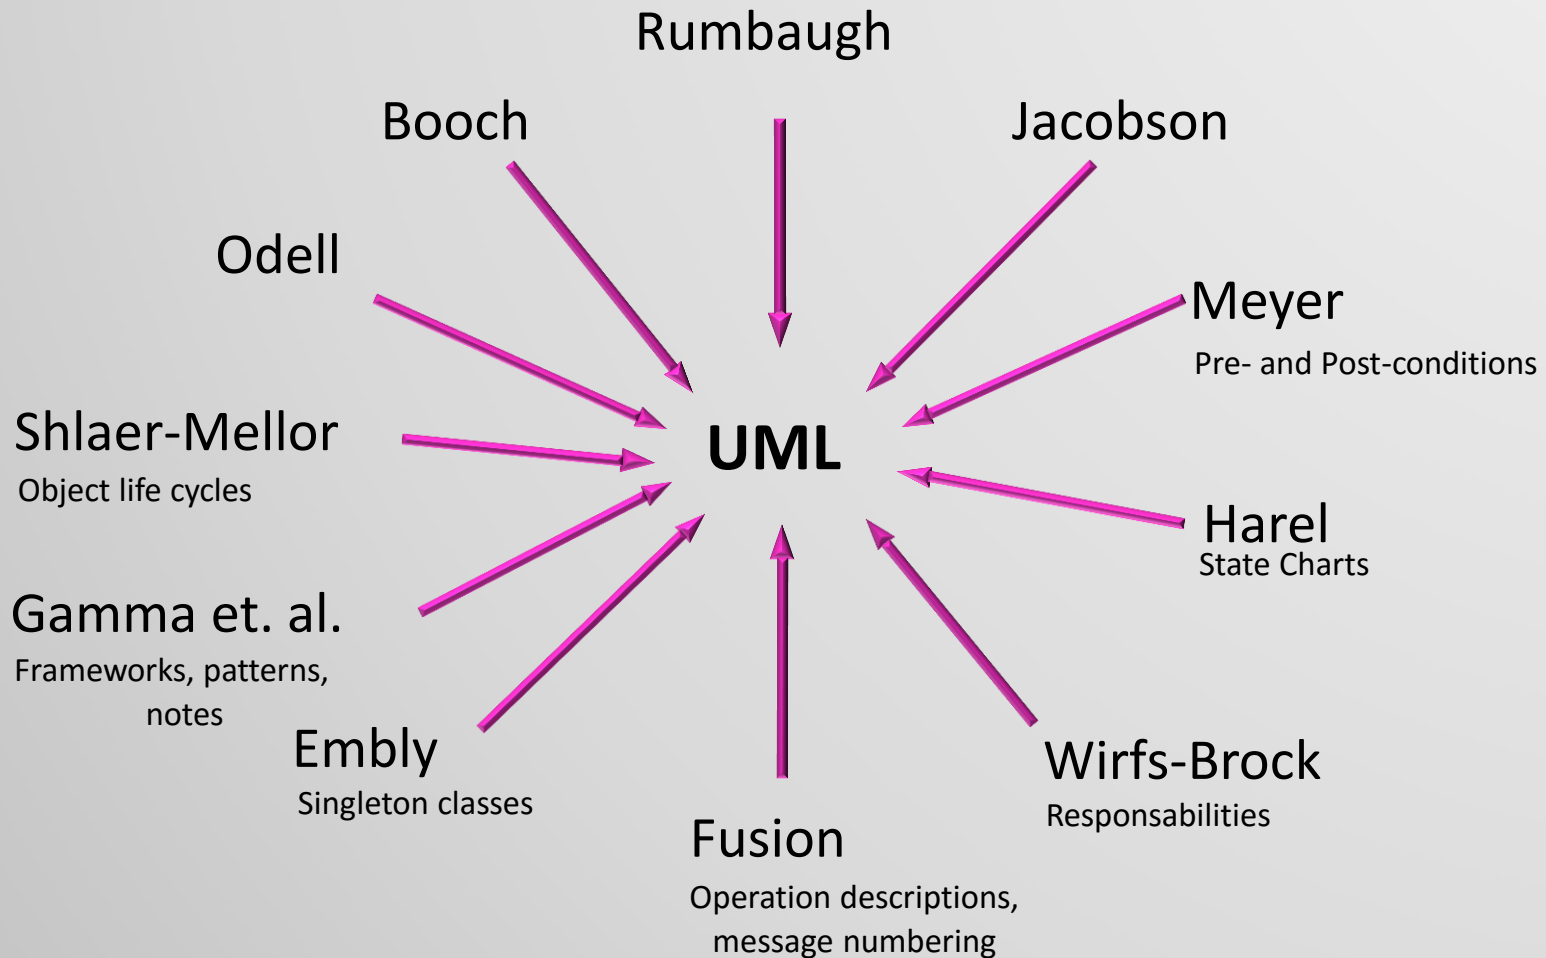 Rumbaugh
Booch
Jacobson
Odell
Meyer
Pre- and Post-conditions
Shlaer-Mellor
Object life cycles
UML
Harel
State Charts
Gamma et. al.
Frameworks, patterns,
notes
Embly
Singleton classes
Wirfs-Brock
Responsabilities
Fusion
Operation descriptions,
message numbering